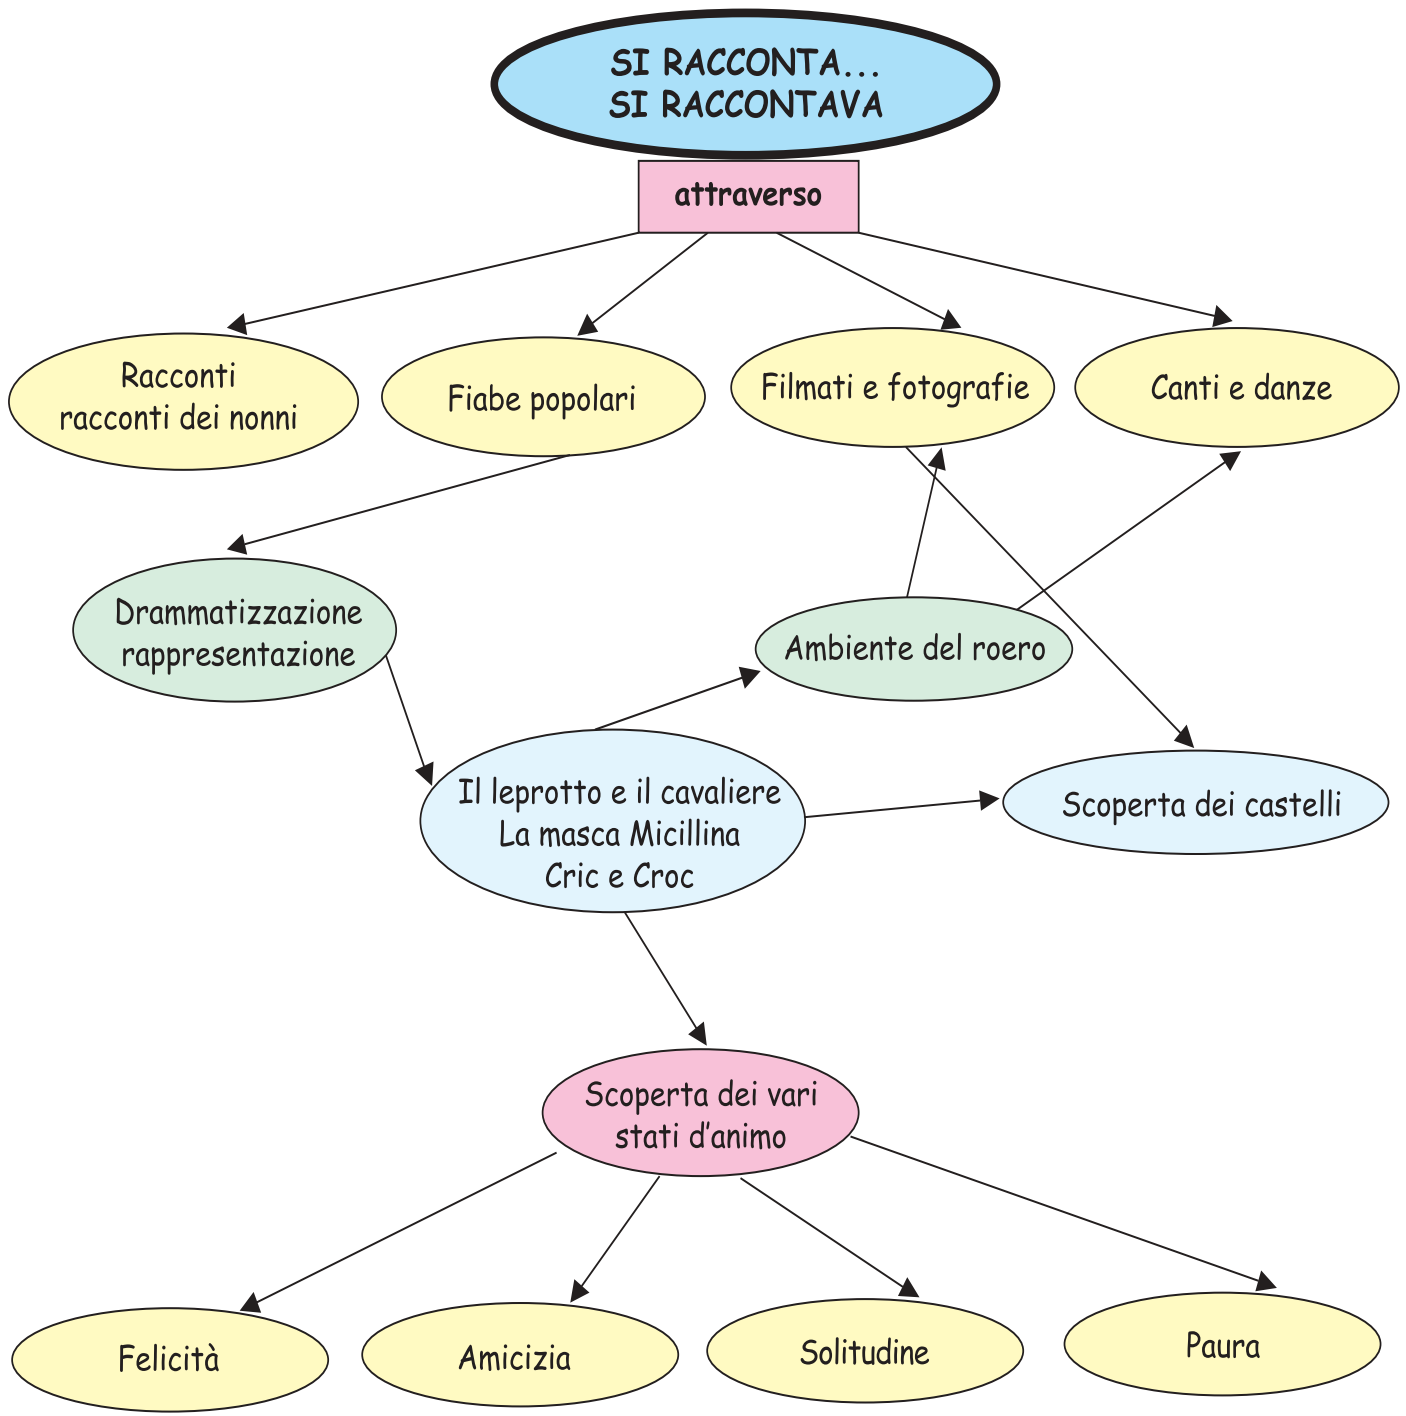 SI RACCONTA...
SI RACCONTAVA
attraverso
Racconti
racconti dei nonni
Fiabe popolari
Filmati e fotografie
Canti e danze
Drammatizzazione
rappresentazione
Ambiente del roero
Il leprotto e il cavaliere
La masca Micillina
Cric e Croc
Scoperta dei castelli
Scoperta dei vari
stati d’animo
Felicità
Amicizia
Solitudine
Paura